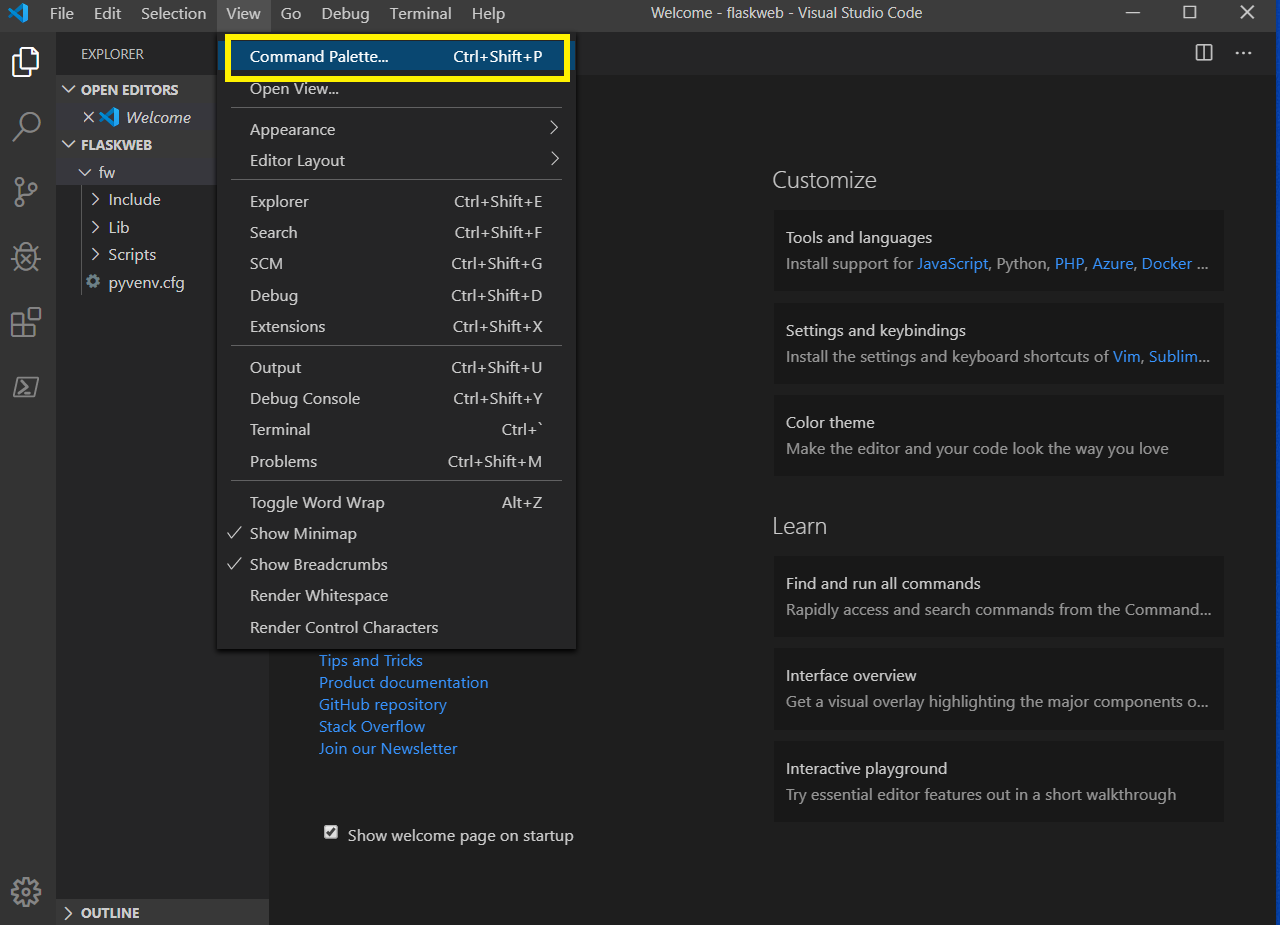 File Edit Selection View Go Debug Terminal Help Welcome - flaskweb - Visual Studio Code
EXPLORER
OPEN EDITORS
Welcome
FLASKWEB
fw
Include
Lib
Scripts
pyvenv.cfg
OUTLINE
Command Palette... Ctrl+Shift+P
Open View...
Appearance
Editor Layout
Explorer Ctrl+Shift+E
Search Ctrl+Shift+F
SCM Ctrl+Shift+G
Debug Ctrl+Shift+D
Extensions Ctrl+Shift+X
Output Ctrl+Shift+U
Debug Console Ctrl+Shift+Y
Terminal Ctrl+`
Problems Ctrl+Shift+M
Toggle Word Wrap Alt+Z
Show Minimap
Show Breadcrumbs
Render Whitespace
Render Control Characters
Tips and Tricks
Product documentation
GitHub repository
Stack Overflow
Join our Newsletter
Show welcome page on startup
Customize
Tools and languages
Install support for JavaScript, Python, PHP, Azure, Docker ...
Settings and keybindings
Install the settings and keyboard shortcuts of Vim, Sublim...
Color theme
Make the editor and your code look the way you love
Learn
Find and run all commands
Rapidly access and search commands from the Command...
Interface overview
Get a visual overlay highlighting the major components o...
Interactive playground
Try essential editor features out in a short walkthrough